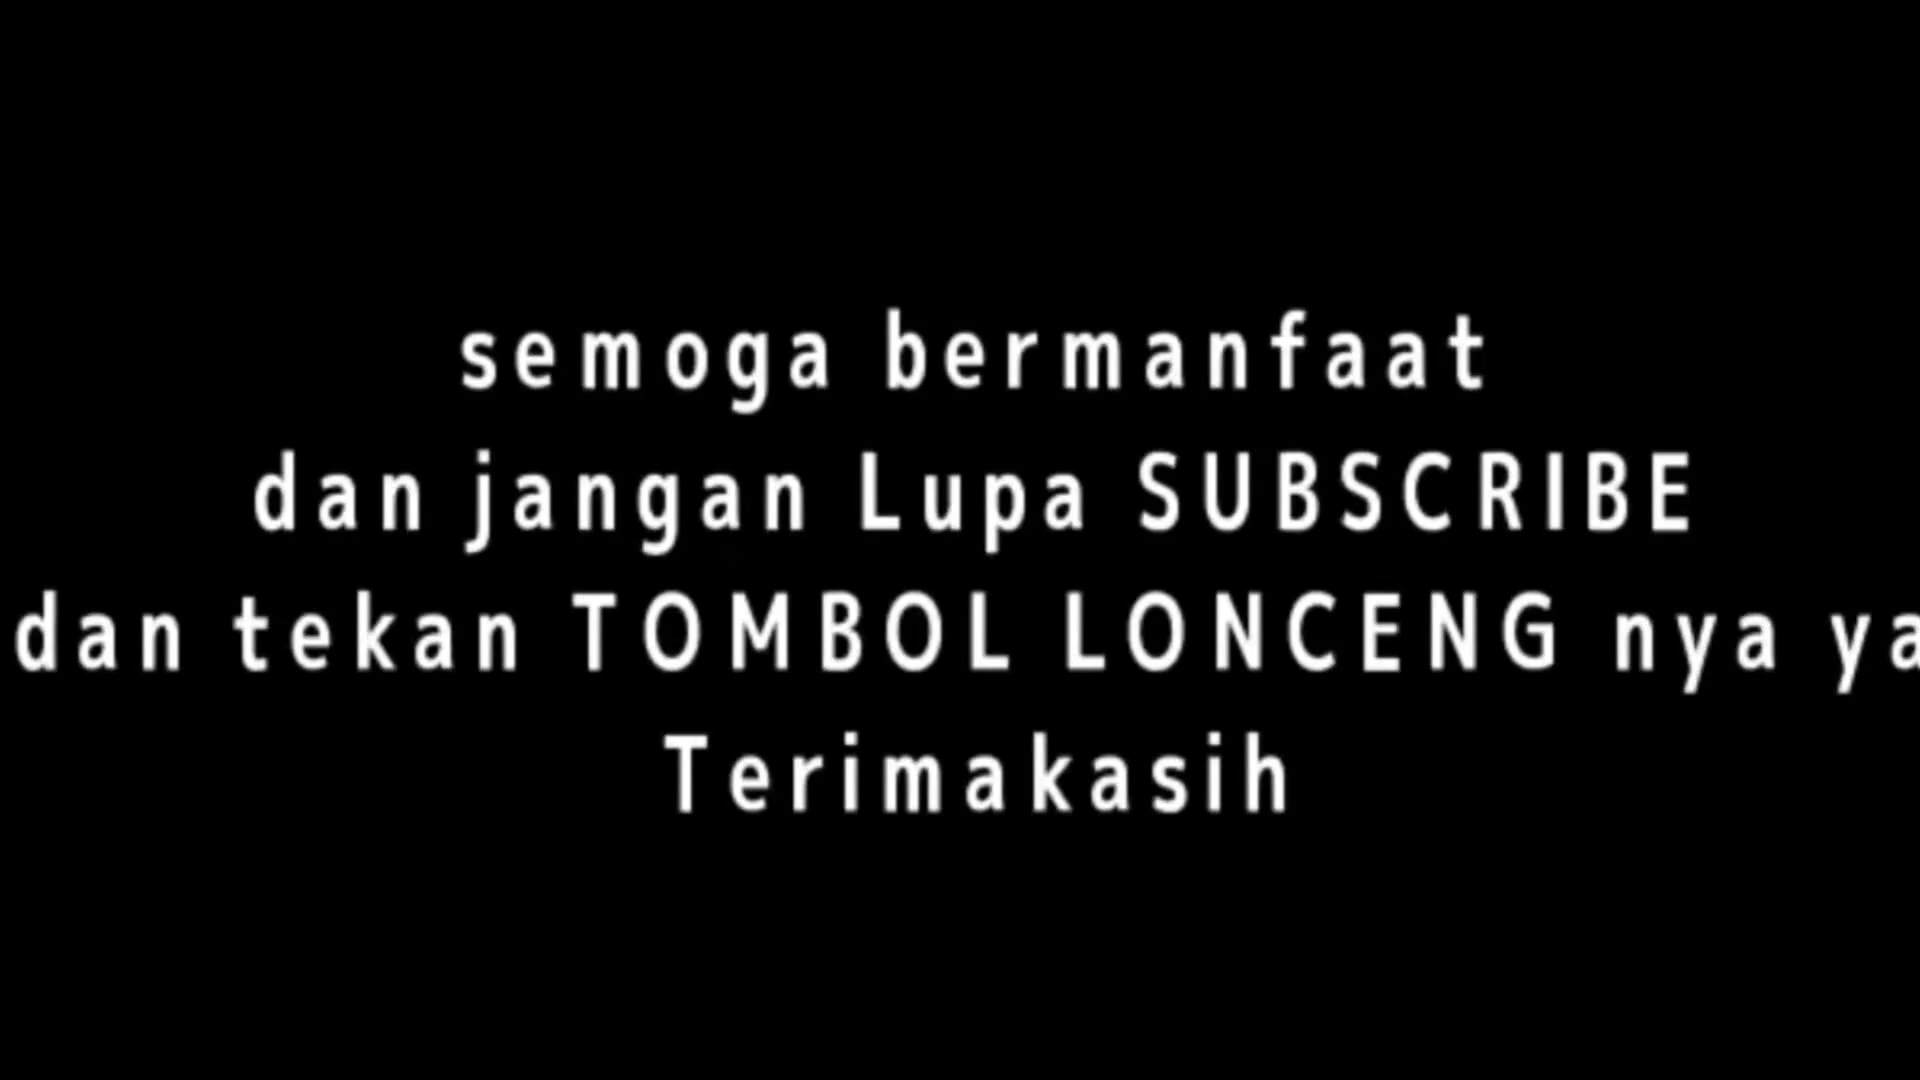 semoga bermanfaat
dan jangan Lupa SUBSCRIBE
dan tekan TOMBOL LONCENG nya ya
Terimakasih